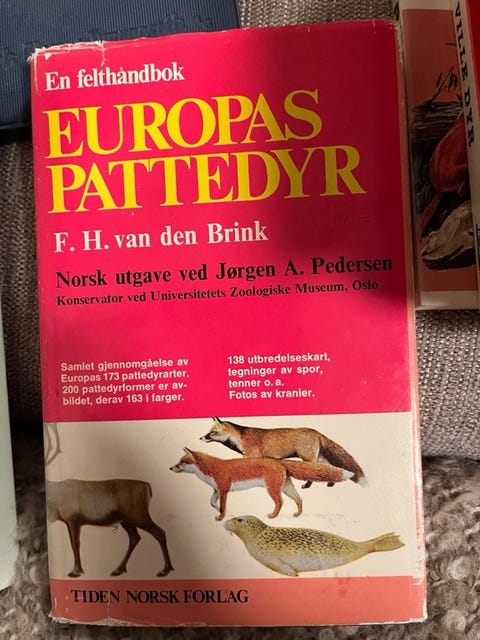 En felthåndbok
EUROPAS
PATTEDYR
F. H. van den Brink
Norsk utgave ved Jørgen A. Pedersen
Konservator ved Universitetets Zoologiske Museum, Oslo
Samlet gjennomgåelse av
Europas 173 pattedyrarter.
200 pattedyrformer er av-
bildet, derav 163 i farger.
138 utbredelseskart,
tegninger av spor,
tenner o.a.
Fotos av kranier.
TIDEN NORSK FORLAG
VILLE DYR